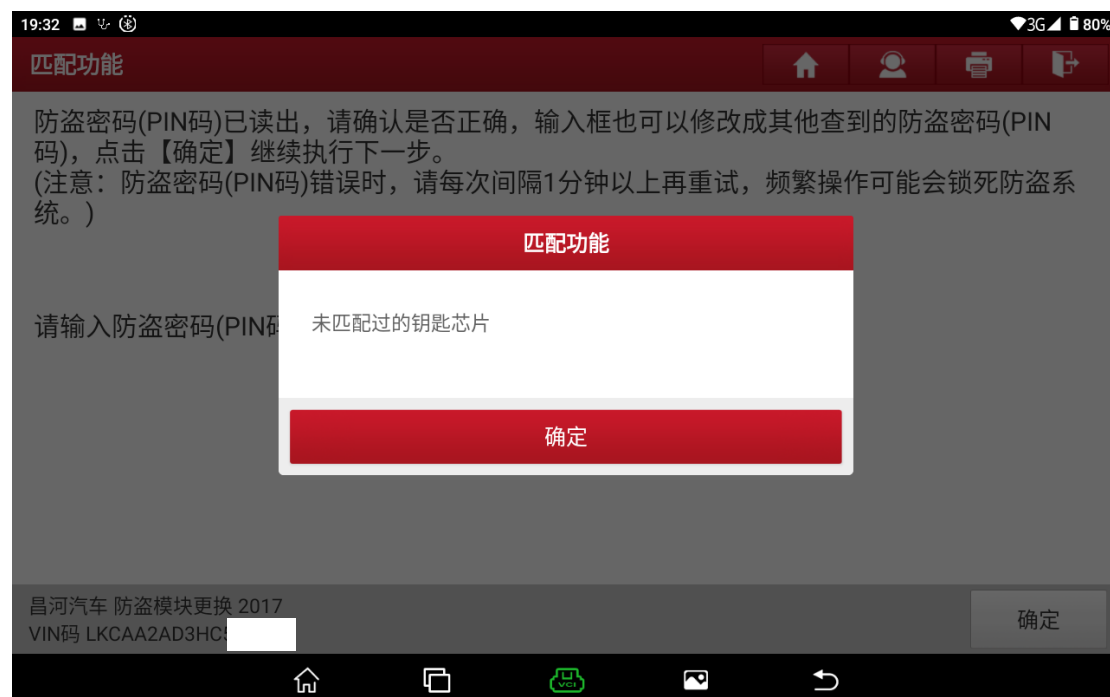 19:32
3G 80%
匹配功能
防盗密码(PIN码)已读出，请确认是否正确，输入框也可以修改成其他查到的防盗密码(PIN
码)，点击【确定】继续执行下一步。
(注意：防盗密码(PIN码)错误时，请每次间隔1分钟以上再重试，频繁操作可能会锁死防盗系
统。)
匹配功能
请输入防盗密码(PIN码
未匹配过的钥匙芯片
确定
昌河汽车 防盗模块更换 2017
VIN码 LKCAA2AD3HC
确定
VCI